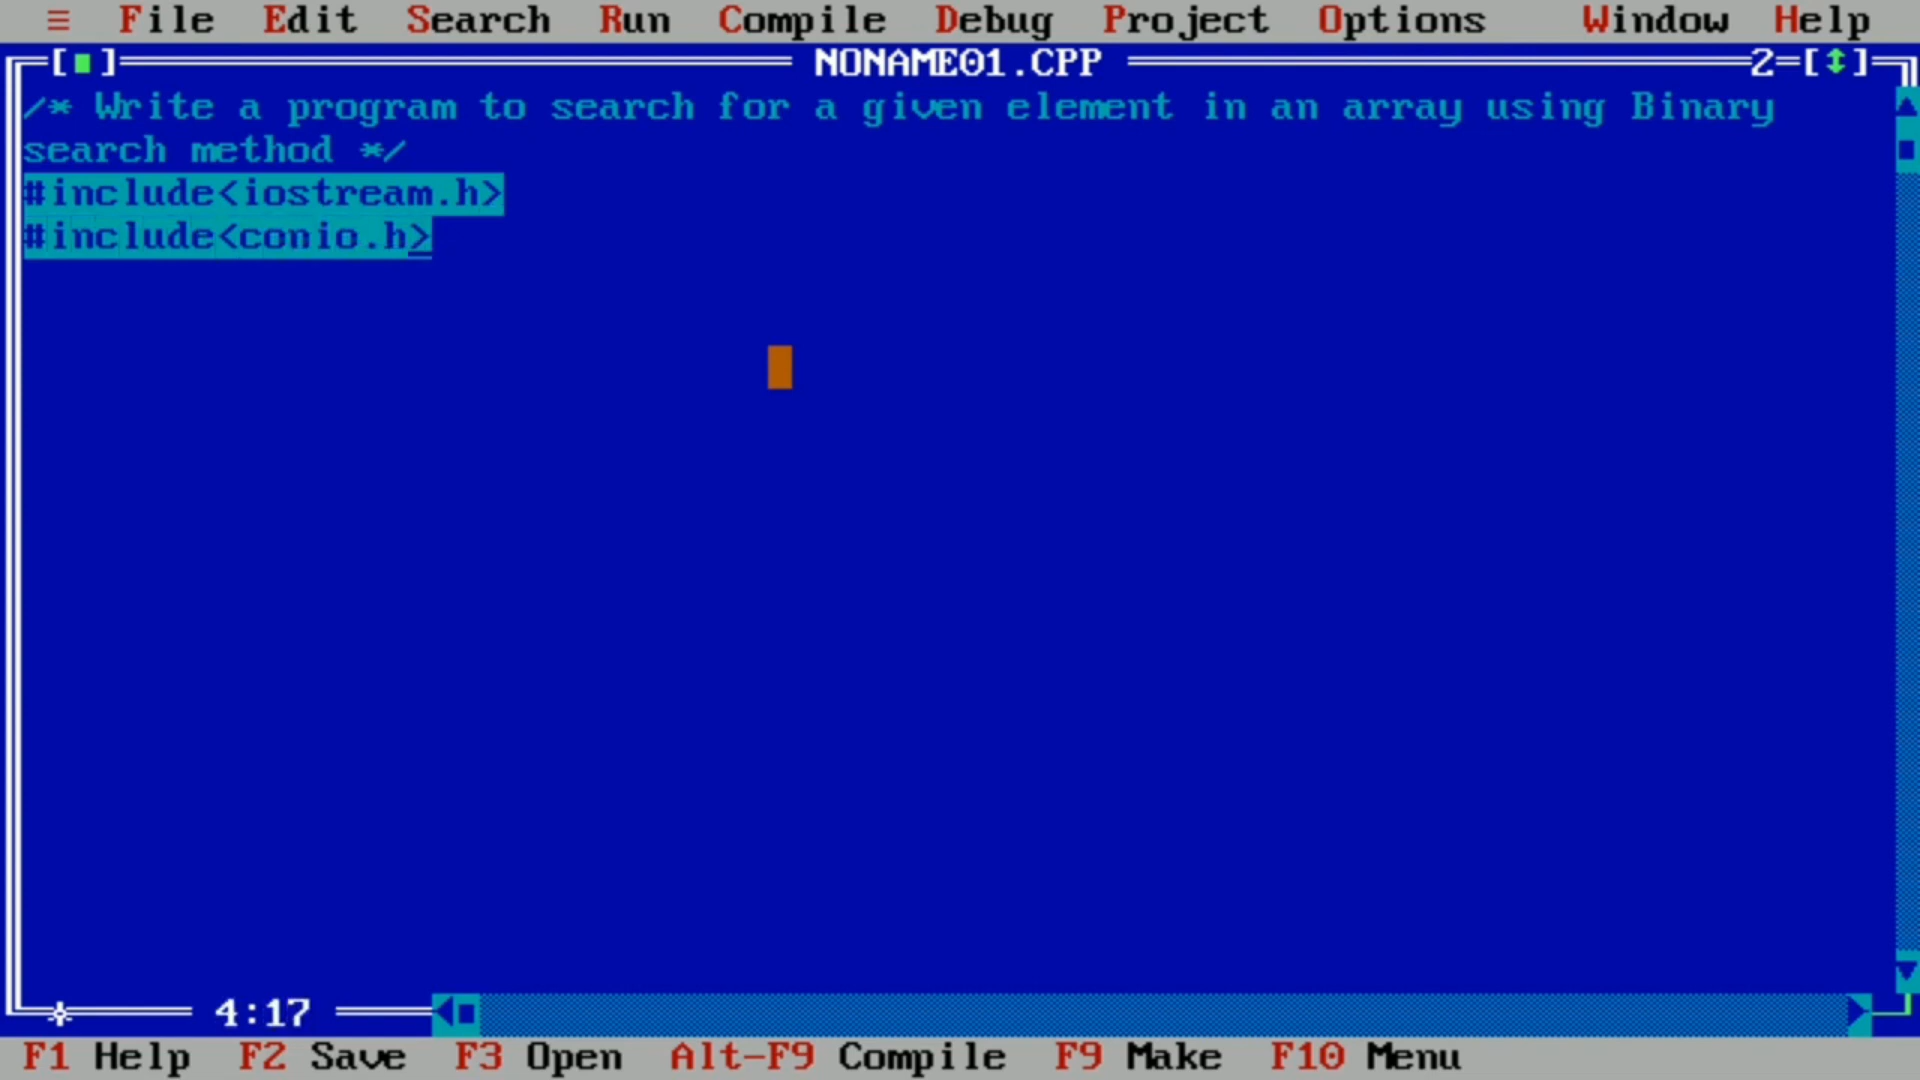 ≡ File Edit Search Run Compile Debug Project Options Window Help
[■] NONAME01.CPP 2=[↕]
/* Write a program to search for a given element in an array using Binary
search method */
#include<iostream.h>
#include<conio.h>
4:17
F1 Help F2 Save F3 Open Alt-F9 Compile F9 Make F10 Menu